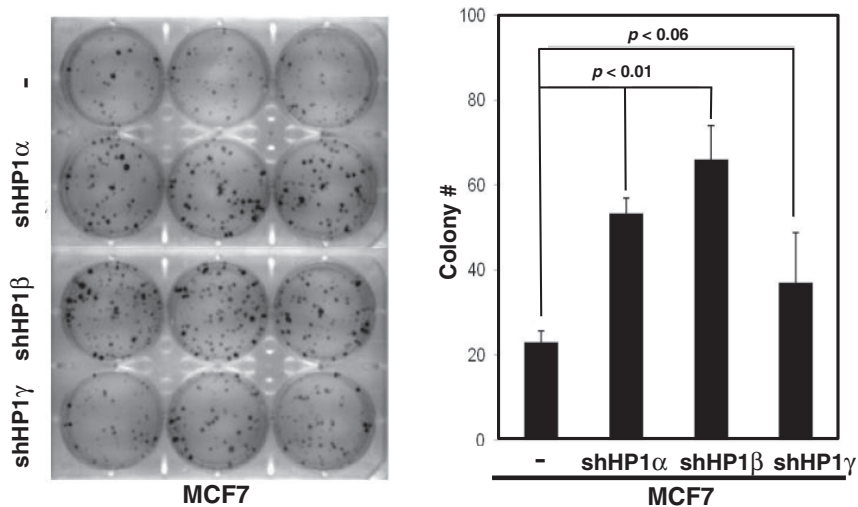 -
shHP1α
shHP1β
shHP1γ
MCF7
Colony #
100
80
60
40
20
0
p < 0.06
p < 0.01
- shHP1α shHP1β shHP1γ
MCF7